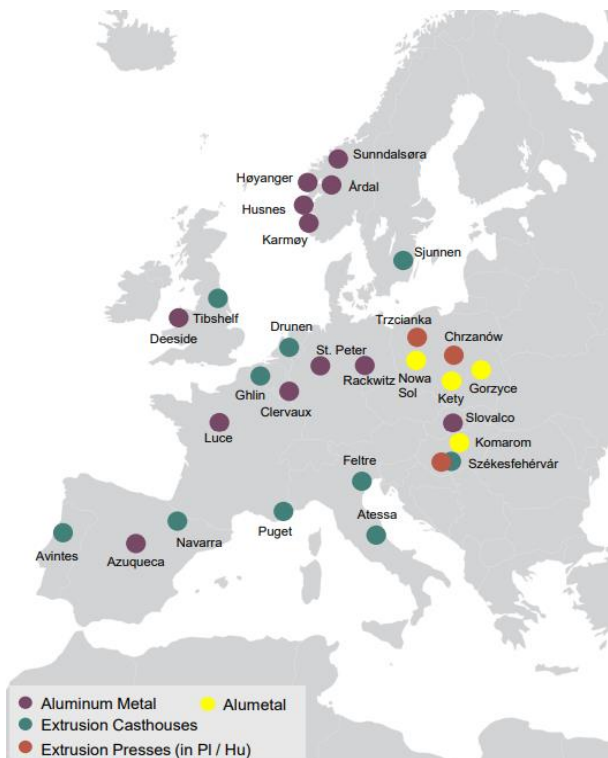 Sunndalsøra
Høyanger
Årdal
Husnes
Karmøy
Sjunnen
Tibshelf
Deeside
Drunen
Trzcianka
Chrzanów
St. Peter
Rackwitz
Nowa
Sol
Gorzyce
Kety
Ghlin
Clervaux
Slovalco
Luce
Komarom
Feltre
Székesfehérvár
Atessa
Puget
Navarra
Avintes
Azuqueca
Aluminum Metal
Alumetal
Extrusion Casthouses
Extrusion Presses (in Pl / Hu)